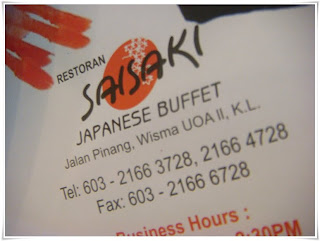 RESTORAN
SAISAKI
JAPANESE BUFFET
Jalan Pinang, Wisma UOA II, K.L.
Tel: 603 - 2166 3728, 2166 4728
Fax: 603 - 2166 6728
Business Hours :
:30PM